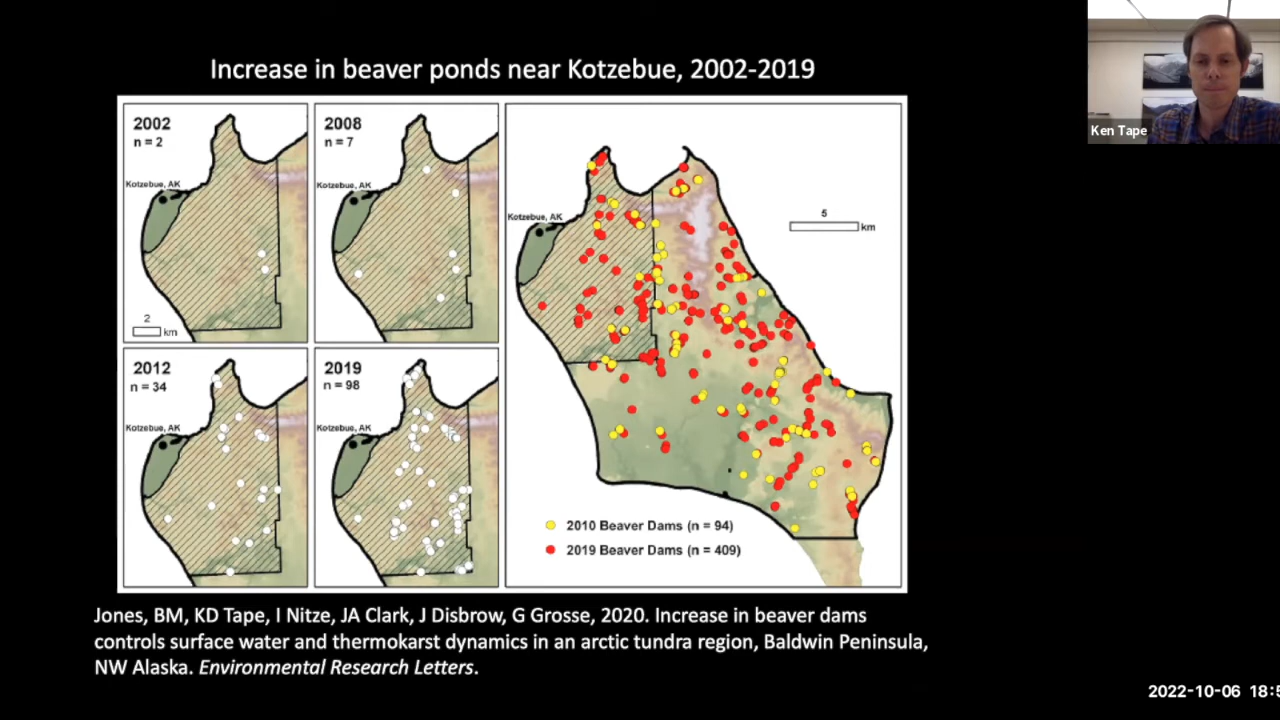 Increase in beaver ponds near Kotzebue, 2002-2019
Ken Tape
2002
n = 2
Kotzebue, AK
2
km
2008
n = 7
Kotzebue, AK
2012
n = 34
Kotzebue, AK
2019
n = 98
Kotzebue, AK
Kotzebue, AK
5
km
2010 Beaver Dams (n = 94)
2019 Beaver Dams (n = 409)
Jones, BM, KD Tape, I Nitze, JA Clark, J Disbrow, G Grosse, 2020. Increase in beaver dams
controls surface water and thermokarst dynamics in an arctic tundra region, Baldwin Peninsula,
NW Alaska. Environmental Research Letters.
2022-10-06